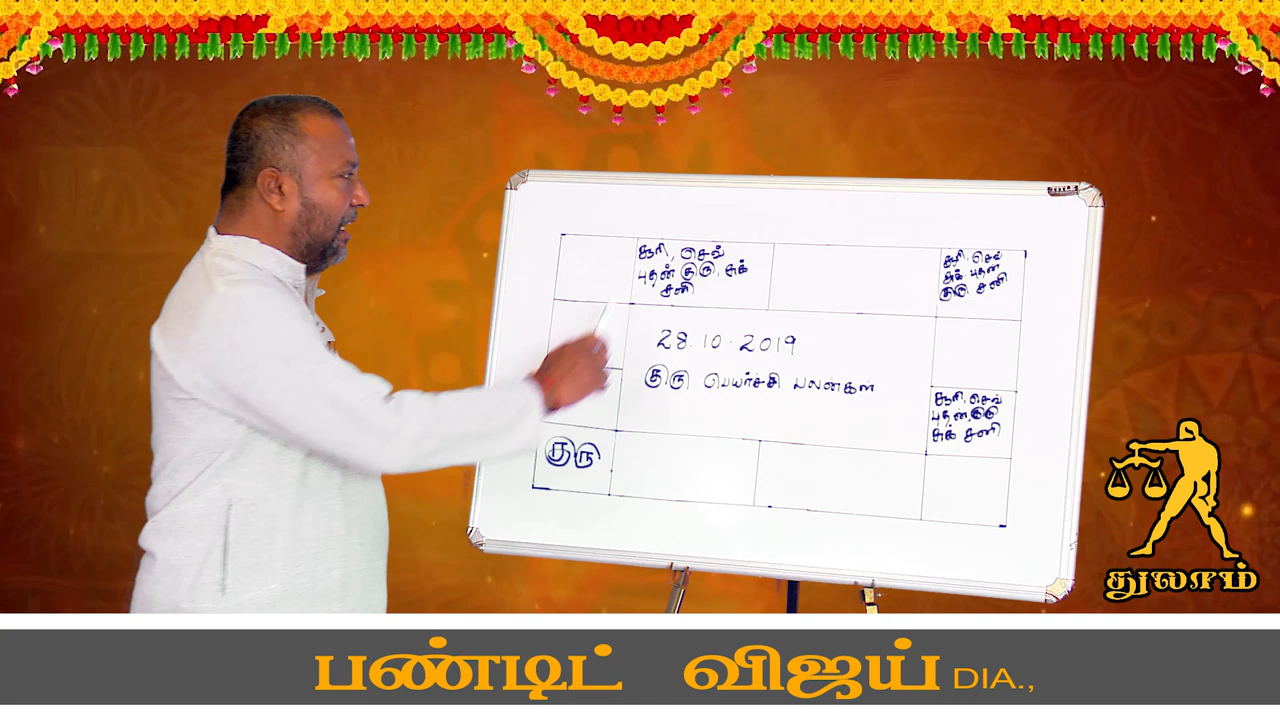 சூரி, செவ்
புதன் குரு, சுக்
சனி
சூரி, செவ்
சுக் புதன்
குரு, சனி
28.10.2019
குரு பெயர்ச்சி பலன்கள்
சூரி, செவ்
புதன், குரு
சுக் சனி
குரு
துலாம்
பண்டிட் விஜய் DIA.,